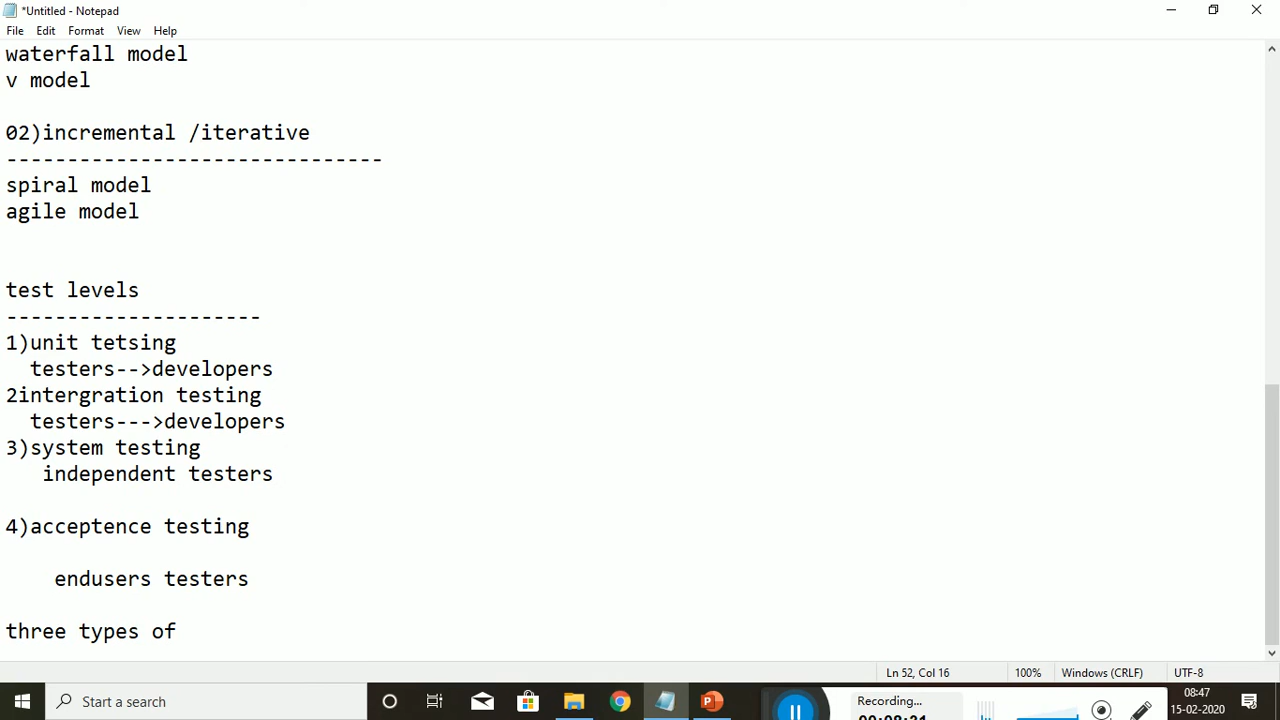 *Untitled - Notepad
File Edit Format View Help
waterfall model
v model
02)incremental /iterative
-------------------------------
spiral model
agile model
test levels
---------------------
1)unit tetsing
testers-->developers
2intergration testing
testers--->developers
3)system testing
independent testers
4)acceptence testing
endusers testers
three types of
Ln 52, Col 16 100% Windows (CRLF) UTF-8
Start a search
Recording...
00:08:31
08:47
15-02-2020